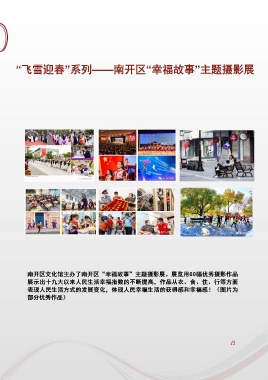 “飞雪迎春”系列——南开区“幸福故事”主题摄影展
南开区文化馆主办了南开区“幸福故事”主题摄影展，展览用60幅优秀摄影作品
展示出十九大以来人民生活幸福指数的不断提高。作品从衣、食、住、行等方面
表现人民生活方式的发展变化，体现人民幸福生活的获得感和幸福感！（图片为
部分优秀作品）